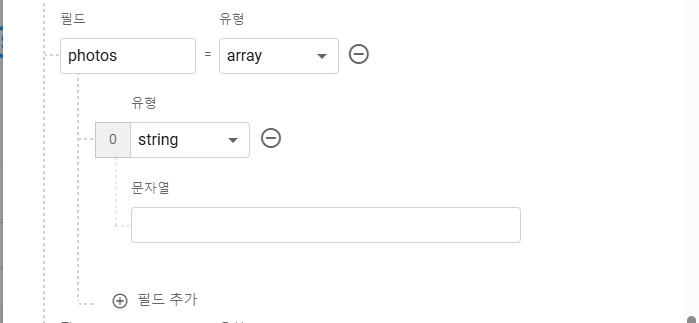 필드 유형
photos = array
유형
0 string
문자열
필드 추가